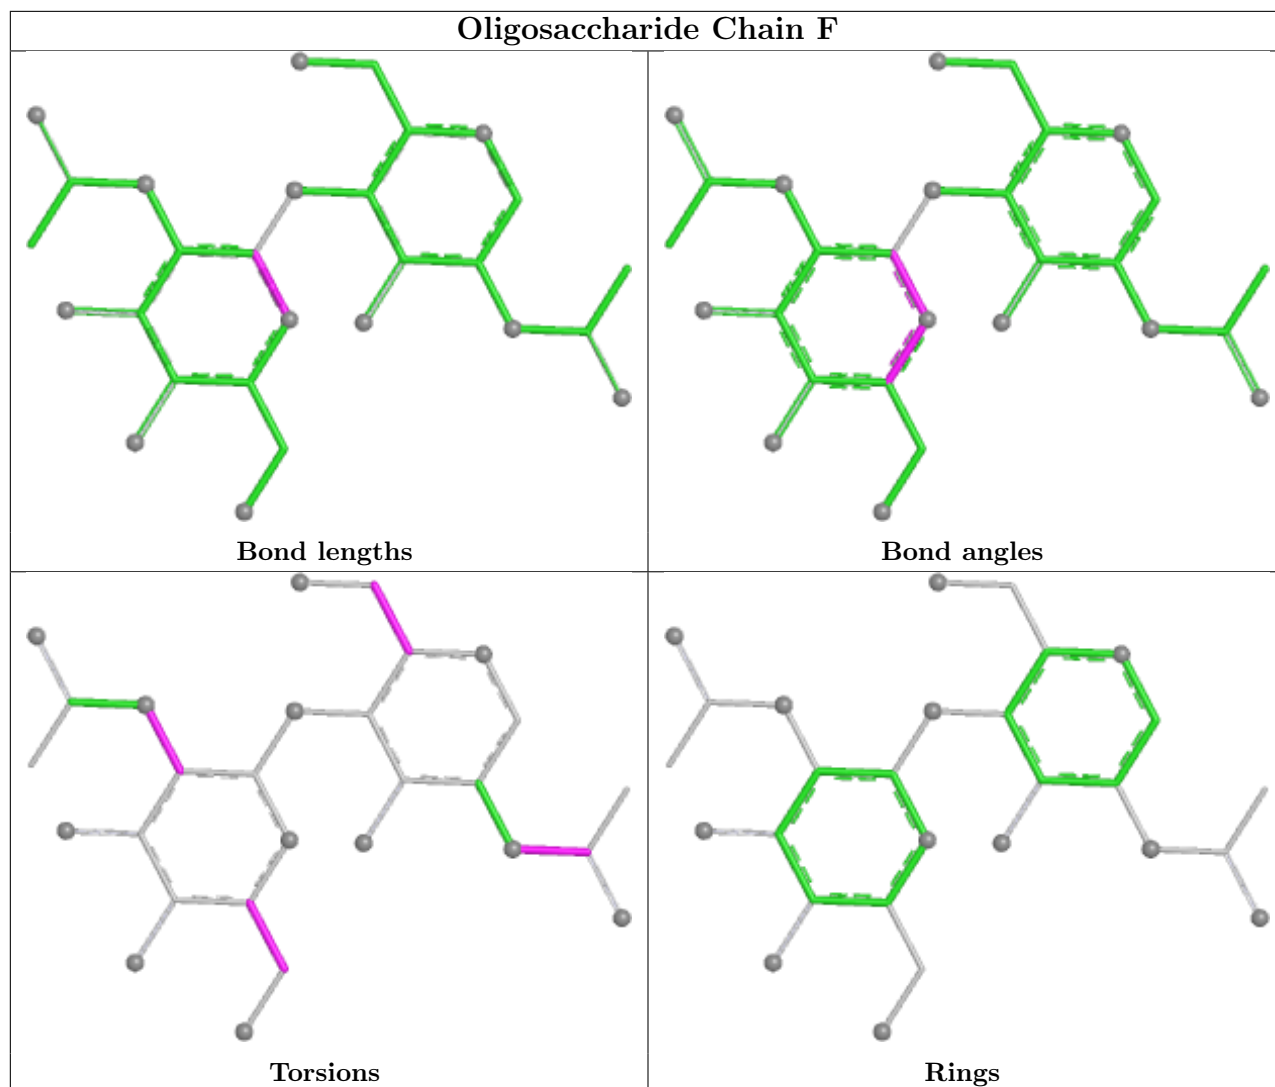 Oligosaccharide Chain F
Bond lengths
Bond angles
Torsions
Rings